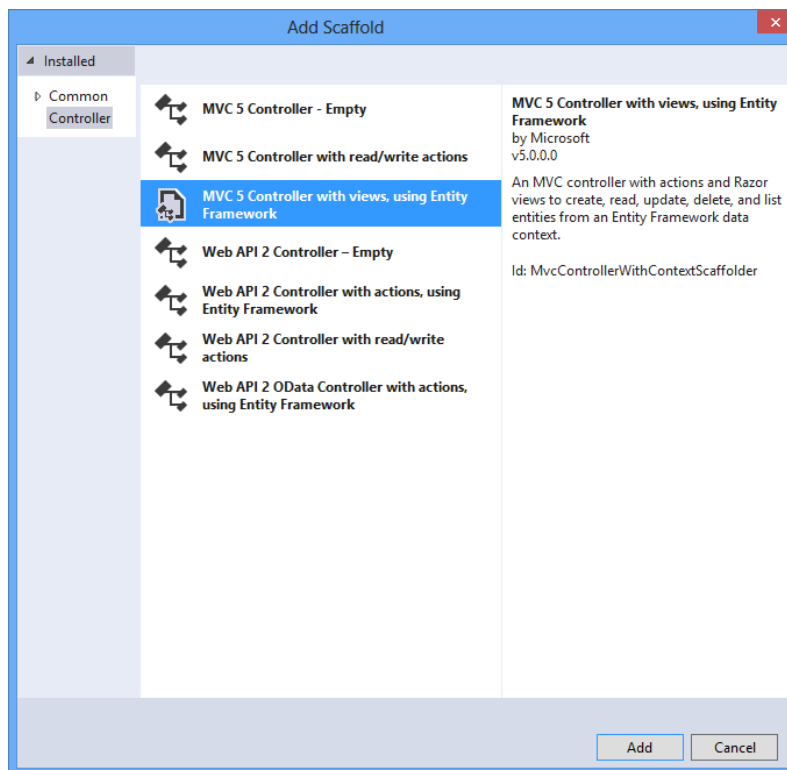 Add Scaffold
Installed
Common
Controller
MVC 5 Controller - Empty
MVC 5 Controller with read/write actions
MVC 5 Controller with views, using Entity
Framework
Web API 2 Controller – Empty
Web API 2 Controller with actions, using
Entity Framework
Web API 2 Controller with read/write
actions
Web API 2 OData Controller with actions,
using Entity Framework
MVC 5 Controller with views, using Entity
Framework
by Microsoft
v5.0.0.0
An MVC controller with actions and Razor
views to create, read, update, delete, and list
entities from an Entity Framework data
context.
Id: MvcControllerWithContextScaffolder
Add
Cancel